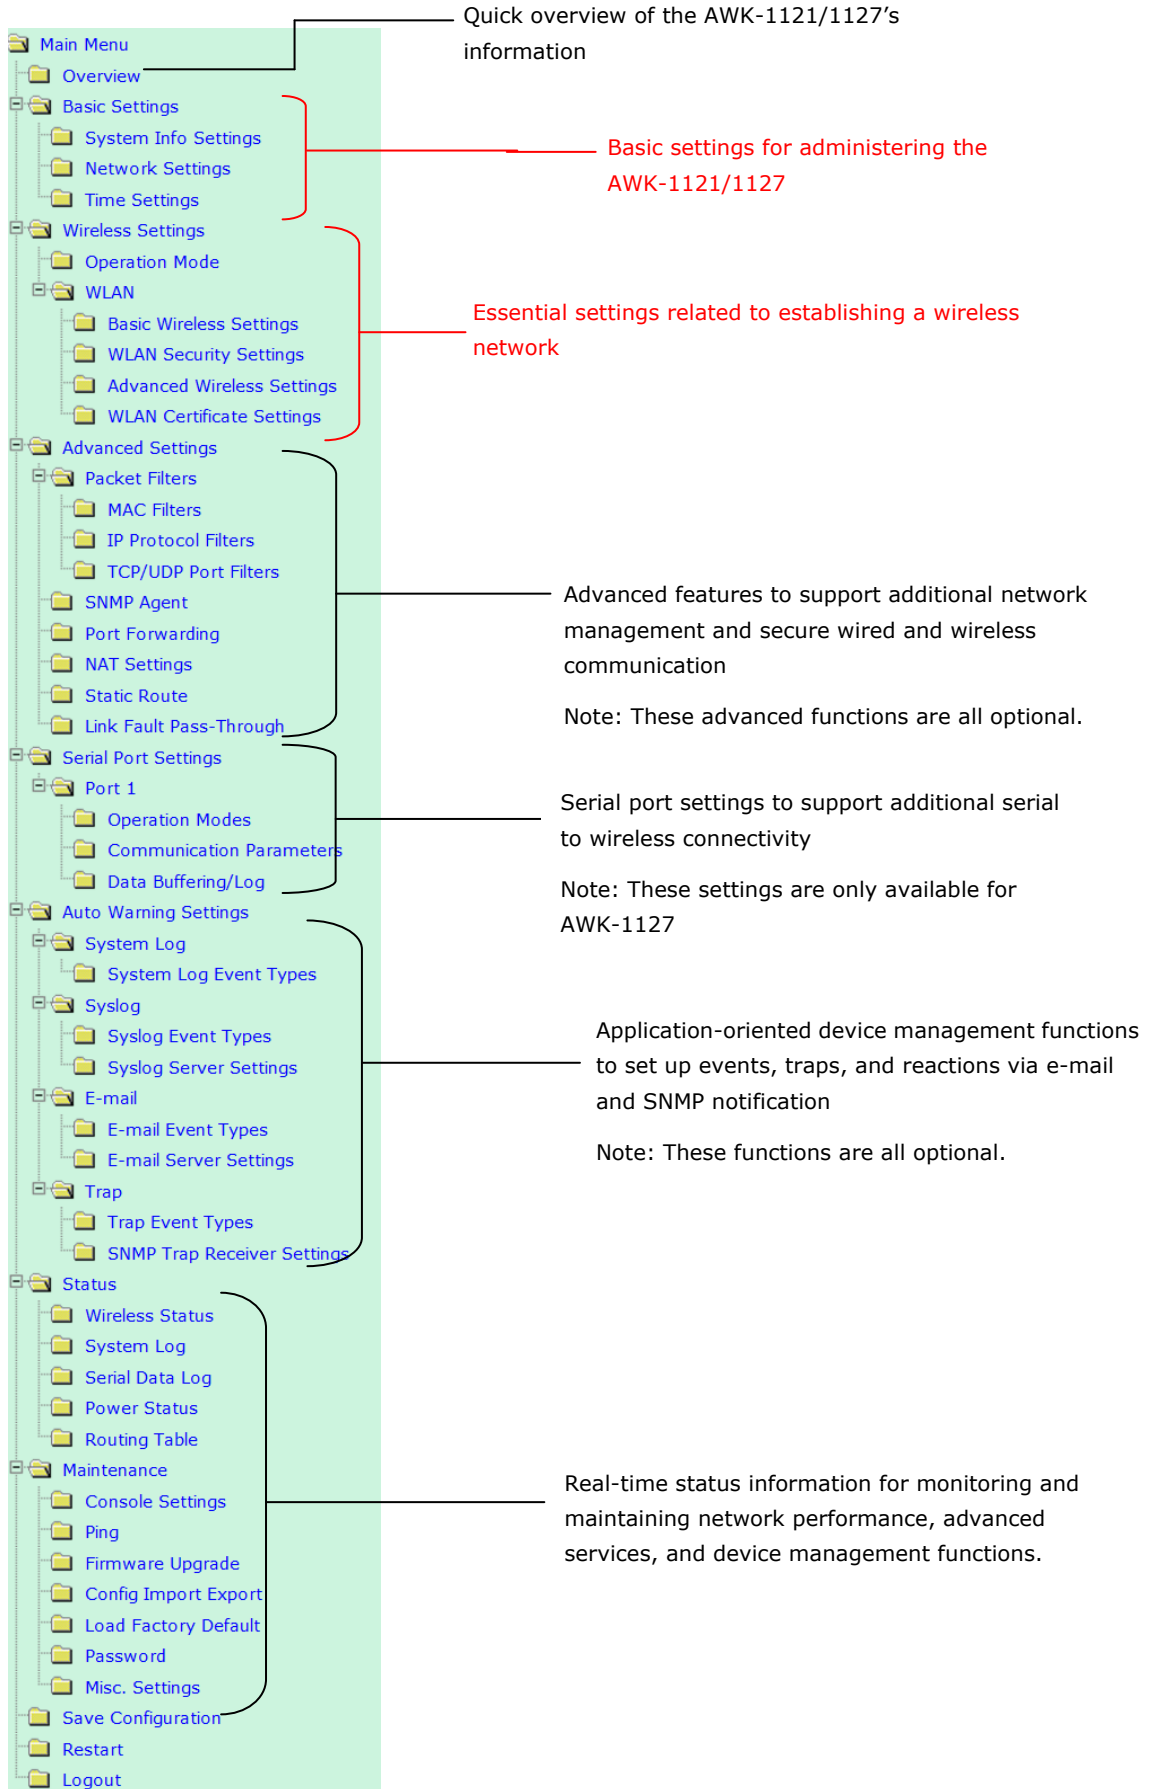 Quick overview of the AWK-1121/1127’s
information
Main Menu
Overview
Basic Settings
System Info Settings
Network Settings
Time Settings
Basic settings for administering the
AWK-1121/1127
Wireless Settings
Operation Mode
WLAN
Basic Wireless Settings
WLAN Security Settings
Advanced Wireless Settings
WLAN Certificate Settings
Essential settings related to establishing a wireless
network
Advanced Settings
Packet Filters
MAC Filters
IP Protocol Filters
TCP/UDP Port Filters
SNMP Agent
Port Forwarding
NAT Settings
Static Route
Link Fault Pass-Through
Advanced features to support additional network
management and secure wired and wireless
communication
Note: These advanced functions are all optional.
Serial Port Settings
Port 1
Operation Modes
Communication Parameters
Data Buffering/Log
Serial port settings to support additional serial
to wireless connectivity
Note: These settings are only available for
AWK-1127
Auto Warning Settings
System Log
System Log Event Types
Syslog
Syslog Event Types
Syslog Server Settings
E-mail
E-mail Event Types
E-mail Server Settings
Trap
Trap Event Types
SNMP Trap Receiver Settings
Application-oriented device management functions
to set up events, traps, and reactions via e-mail
and SNMP notification
Note: These functions are all optional.
Status
Wireless Status
System Log
Serial Data Log
Power Status
Routing Table
Maintenance
Console Settings
Ping
Firmware Upgrade
Config Import Export
Load Factory Default
Password
Misc. Settings
Real-time status information for monitoring and
maintaining network performance, advanced
services, and device management functions.
Save Configuration
Restart
Logout